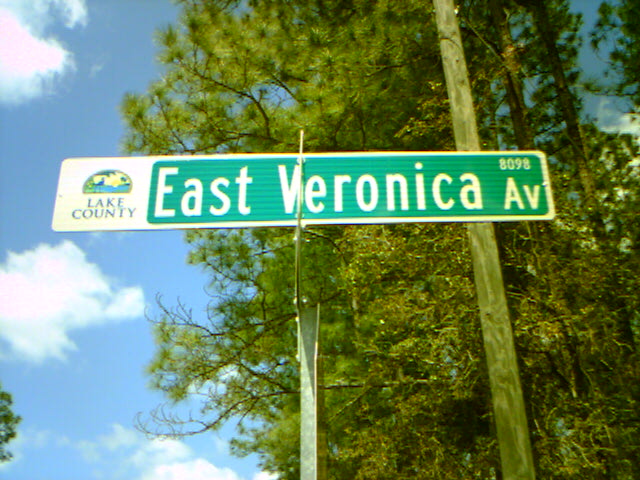 LAKE
COUNTY
East Veronica Av
8098